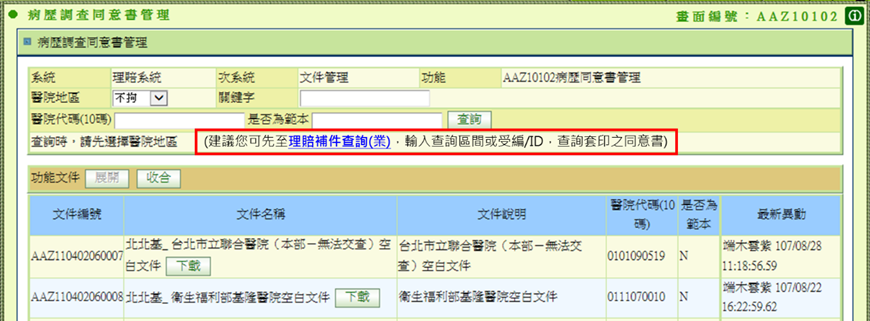 病歷調查同意書管理 畫面編號：AAZ10102
病歷調查同意書管理
系統 理賠系統 次系統 文件管理 功能 AAZ10102病歷同意書管理
醫院地區 不拘 關鍵字
醫院代碼(10碼) 是否為範本 查詢
查詢時，請先選擇醫院地區 (建議您可先至理賠補件查詢(業)，輸入查詢區間或受編/ID，查詢套印之同意書)
功能文件 展開 收合
文件編號 文件名稱 文件說明 醫院代碼(10碼) 是否為範本 最新異動
AAZ110402060007 北北基_台北市立聯合醫院（本部－無法交查）空白文件 下載 台北市立聯合醫院（本部－無法交查）空白文件 0101090519 N 端木雲紫 107/08/28 11:18:56.59
AAZ110402060008 北北基_衛生福利部基隆醫院空白文件 下載 衛生福利部基隆醫院空白文件 0111070010 N 端木雲紫 107/08/22 16:22:59.62